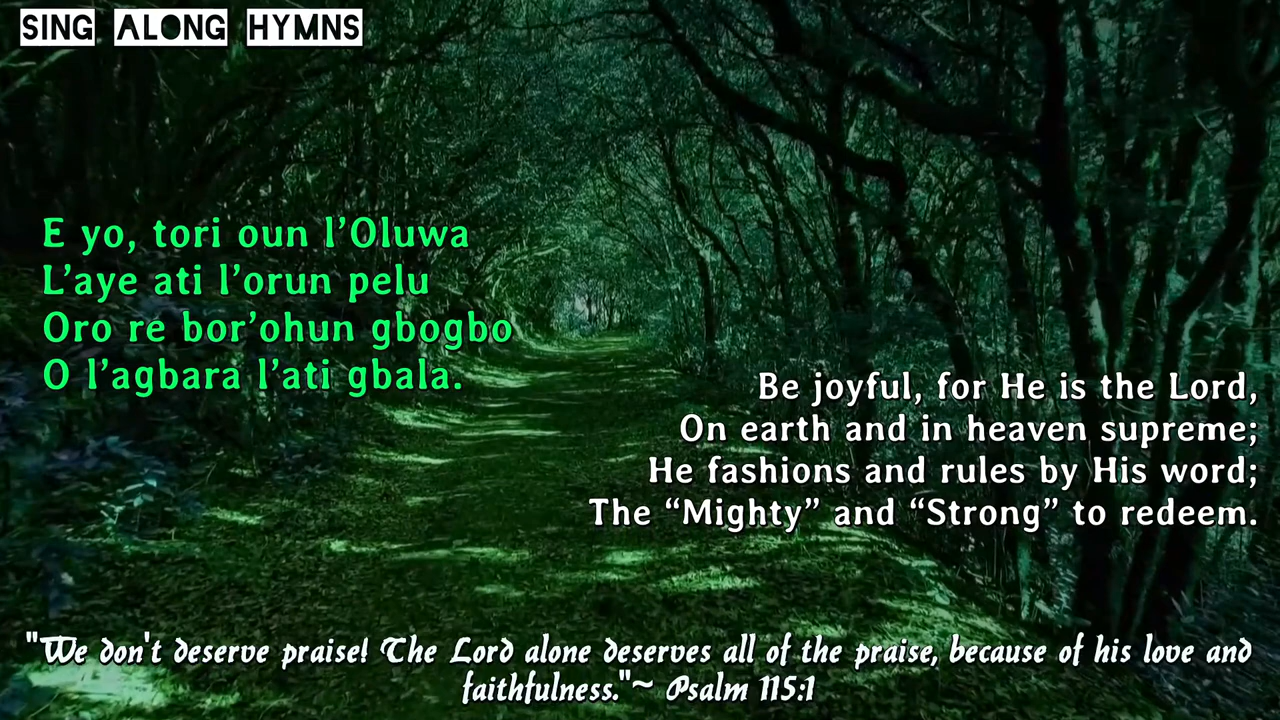 SING ALONG HYMNS
E yo, tori oun l’Oluwa
L’aye ati l’orun pelu
Oro re bor’ohun gbogbo
O l’agbara l’ati gbala.
Be joyful, for He is the Lord,
On earth and in heaven supreme;
He fashions and rules by His word;
The “Mighty” and “Strong” to redeem.
"We don't deserve praise! The Lord alone deserves all of the praise, because of his love and
faithfulness."~ Psalm 115:1